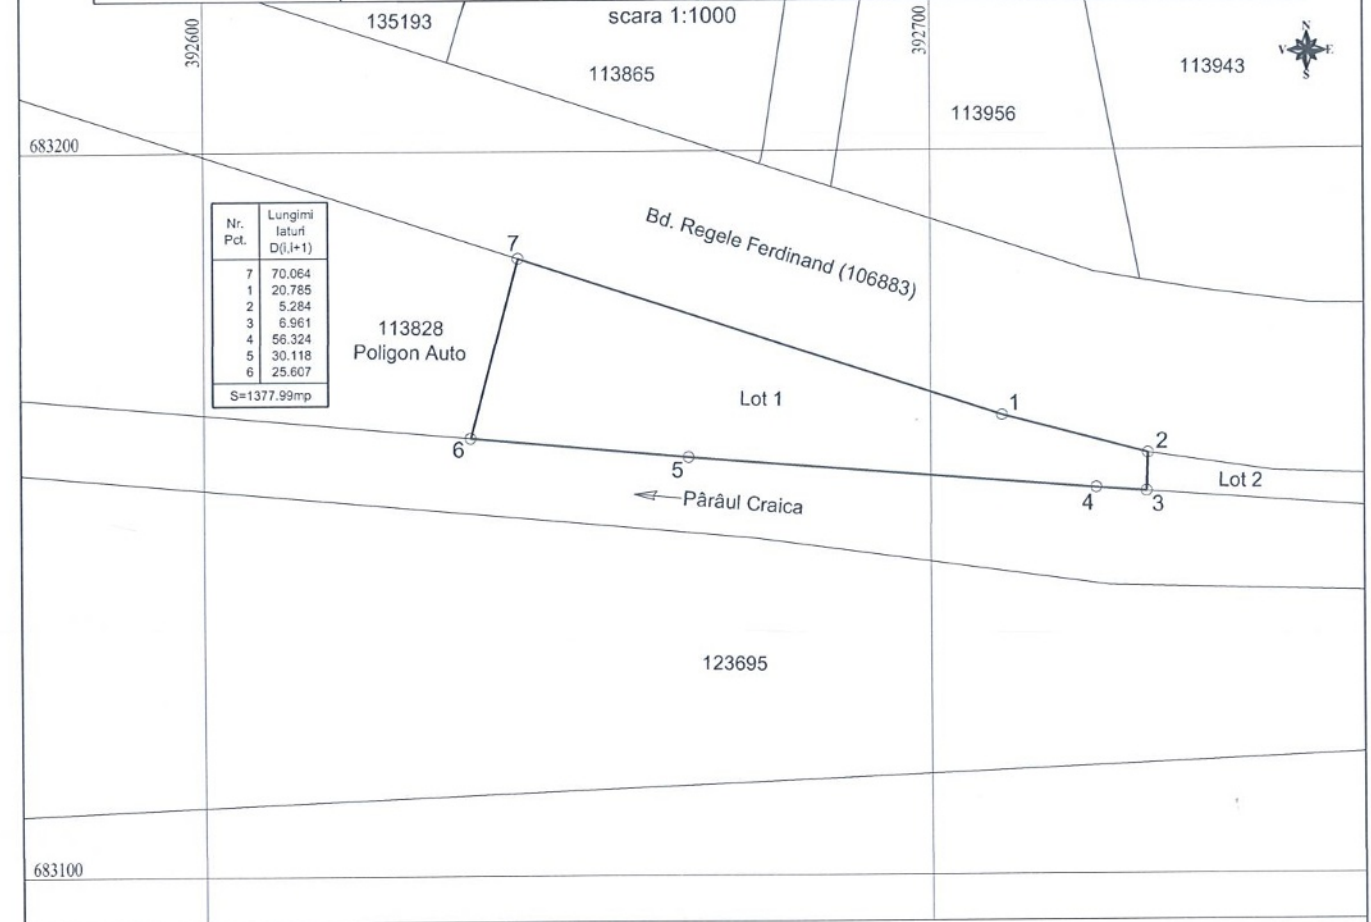 135193
scara 1:1000
392600
392700
113865
113943
113956
N
V E
S
683200
Nr. Pct. Lungimi laturi D(i,i+1)
7 70.064
1 20.785
2 5.284
3 6.961
4 56.324
5 30.118
6 25.607
S=1377.99mp
Bd. Regele Ferdinand (106883)
7
113828
Poligon Auto
Lot 1
1
2
6
5
4
3
Lot 2
Pârâul Craica
123695
683100